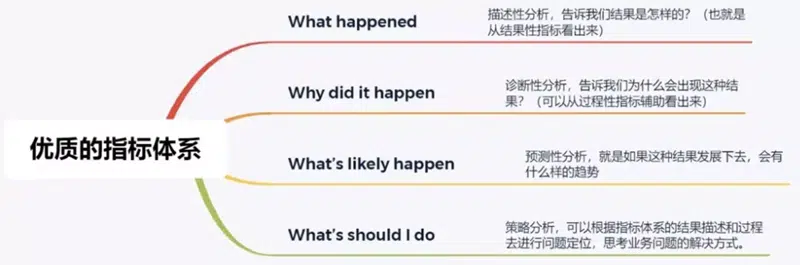 优质的指标体系
What happened
描述性分析，告诉我们结果是怎样的？（也就是
从结果性指标看出来）
Why did it happen
诊断性分析，告诉我们为什么会出现这种结
果？（可以从过程性指标辅助看出来）
What's likely happen
预测性分析，就是如果这种结果发展下去，会有
什么样的趋势
What's should I do
策略分析，可以根据指标体系的结果描述和过程
去进行问题定位，思考业务问题的解决方式。